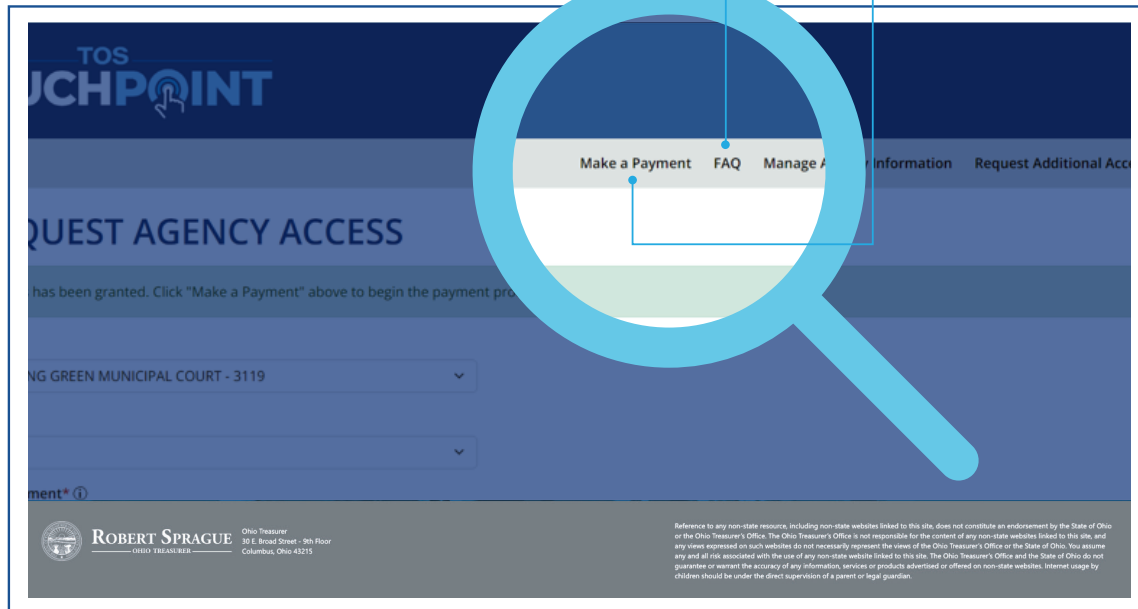 TOS
UCHPOINT
Make a Payment FAQ Manage A y Information Request Additional Acce
QUEST AGENCY ACCESS
has been granted. Click "Make a Payment" above to begin the payment pro
NG GREEN MUNICIPAL COURT - 3119
ment*
ROBERT SPRAGUE
OHIO TREASURER
Ohio Treasurer
30 E. Broad Street - 9th Floor
Columbus, Ohio 43215
Reference to any non-state resource, including non-state websites linked to this site, does not constitute an endorsement by the State of Ohio
or the Ohio Treasurer's Office. The Ohio Treasurer's Office is not responsible for the content of any non-state websites linked to this site, and
any views expressed on such websites do not necessarily represent the views of the Ohio Treasurer's Office or the State of Ohio. You assume
any and all risk associated with the use of any non-state website linked to this site. The Ohio Treasurer's Office and the State of Ohio do not
guarantee or warrant the accuracy of any information, services or products advertised or offered on non-state websites. Internet usage by
children should be under the direct supervision of a parent or legal guardian.